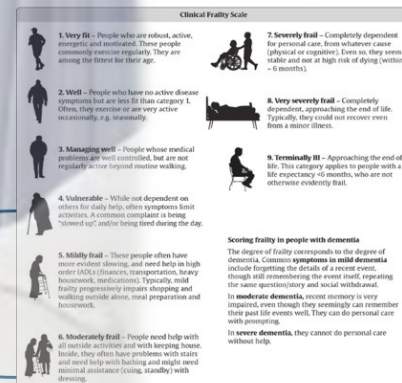 Clinical Frailty Scale
1. Very fit – People who are robust, active,
energetic and motivated. These people
commonly exercise regularly. They are
among the fittest for their age.
2. Well – People who have no active disease
symptoms but are less fit than category 1.
Often, they exercise or are very active
occasionally, e.g. seasonally.
3. Managing well – People whose medical
problems are well controlled, but are not
regularly active beyond routine walking.
4. Vulnerable – While not dependent on
others for daily help, often symptoms limit
activities. A common complaint is being
"slowed up", and/or being tired during the day.
5. Mildly frail – These people often have
more evident slowing, and need help in high
order IADLs (finances, transportation, heavy
housework, medications). Typically, mild
frailty progressively impairs shopping and
walking outside alone, meal preparation and
housework.
6. Moderately frail – People need help with
all outside activities and with keeping house.
Inside, they often have problems with stairs
and need help with bathing and might need
minimal assistance (cuing, standby) with
dressing.
7. Severely frail – Completely dependent
for personal care, from whatever cause
(physical or cognitive). Even so, they seem
stable and not at high risk of dying (within
~ 6 months).
8. Very severely frail – Completely
dependent, approaching the end of life.
Typically, they could not recover even
from a minor illness.
9. Terminally Ill – Approaching the end of
life. This category applies to people with a
life expectancy <6 months, who are not
otherwise evidently frail.
Scoring frailty in people with dementia
The degree of frailty corresponds to the degree of
dementia. Common symptoms in mild dementia
include forgetting the details of a recent event,
though still remembering the event itself, repeating
the same question/story and social withdrawal.
In moderate dementia, recent memory is very
impaired, even though they seemingly can remember
their past life events well. They can do personal care
with prompting.
In severe dementia, they cannot do personal care
without help.